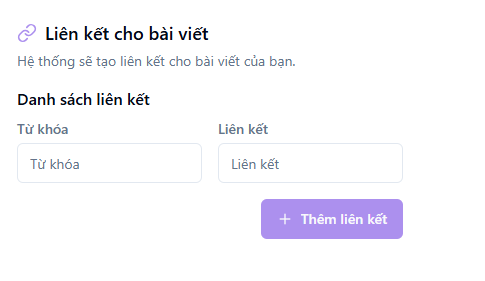 Liên kết cho bài viết
Hệ thống sẽ tạo liên kết cho bài viết của bạn.
Danh sách liên kết
Từ khóa Liên kết
Từ khóa Liên kết
Thêm liên kết